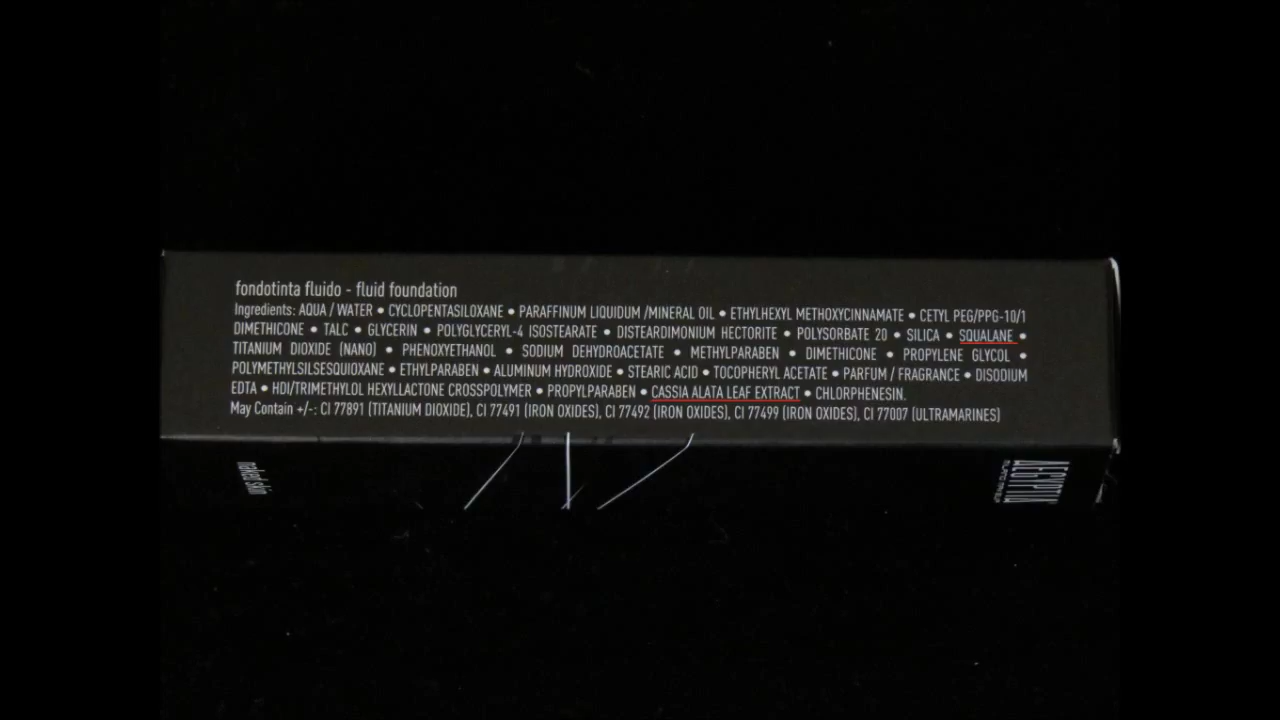 fondotinta fluido - fluid foundation
Ingredients: AQUA / WATER • CYCLOPENTASILOXANE • PARAFFINUM LIQUIDUM /MINERAL OIL • ETHYLHEXYL METHOXYCINNAMATE • CETYL PEG/PPG-10/1
DIMETHICONE • TALC • GLYCERIN • POLYGLYCERYL-4 ISOSTEARATE • DISTEARDIMONIUM HECTORITE • POLYSORBATE 20 • SILICA • SQUALANE •
TITANIUM DIOXIDE (NANO) • PHENOXYETHANOL • SODIUM DEHYDROACETATE • METHYLPARABEN • DIMETHICONE • PROPYLENE GLYCOL •
POLYMETHYLSILSESQUIOXANE • ETHYLPARABEN • ALUMINUM HYDROXIDE • STEARIC ACID • TOCOPHERYL ACETATE • PARFUM / FRAGRANCE • DISODIUM
EDTA • HDI/TRIMETHYLOL HEXYLLACTONE CROSSPOLYMER • PROPYLPARABEN • CASSIA ALATA LEAF EXTRACT • CHLORPHENESIN.
May Contain +/-: CI 77891 (TITANIUM DIOXIDE), CI 77491 (IRON OXIDES), CI 77492 (IRON OXIDES), CI 77499 (IRON OXIDES), CI 77007 (ULTRAMARINES)
naked skin
AEGYPTIA